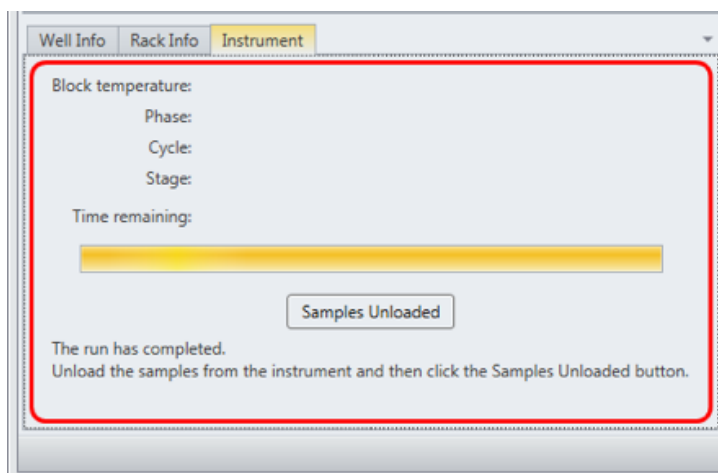 Well Info Rack Info Instrument
Block temperature:
Phase:
Cycle:
Stage:
Time remaining:
Samples Unloaded
The run has completed.
Unload the samples from the instrument and then click the Samples Unloaded button.